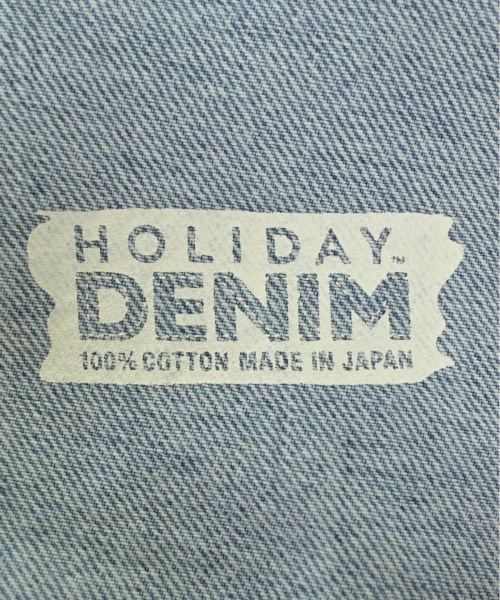 HOLIDAY™
DENIM
100% COTTON MADE IN JAPAN